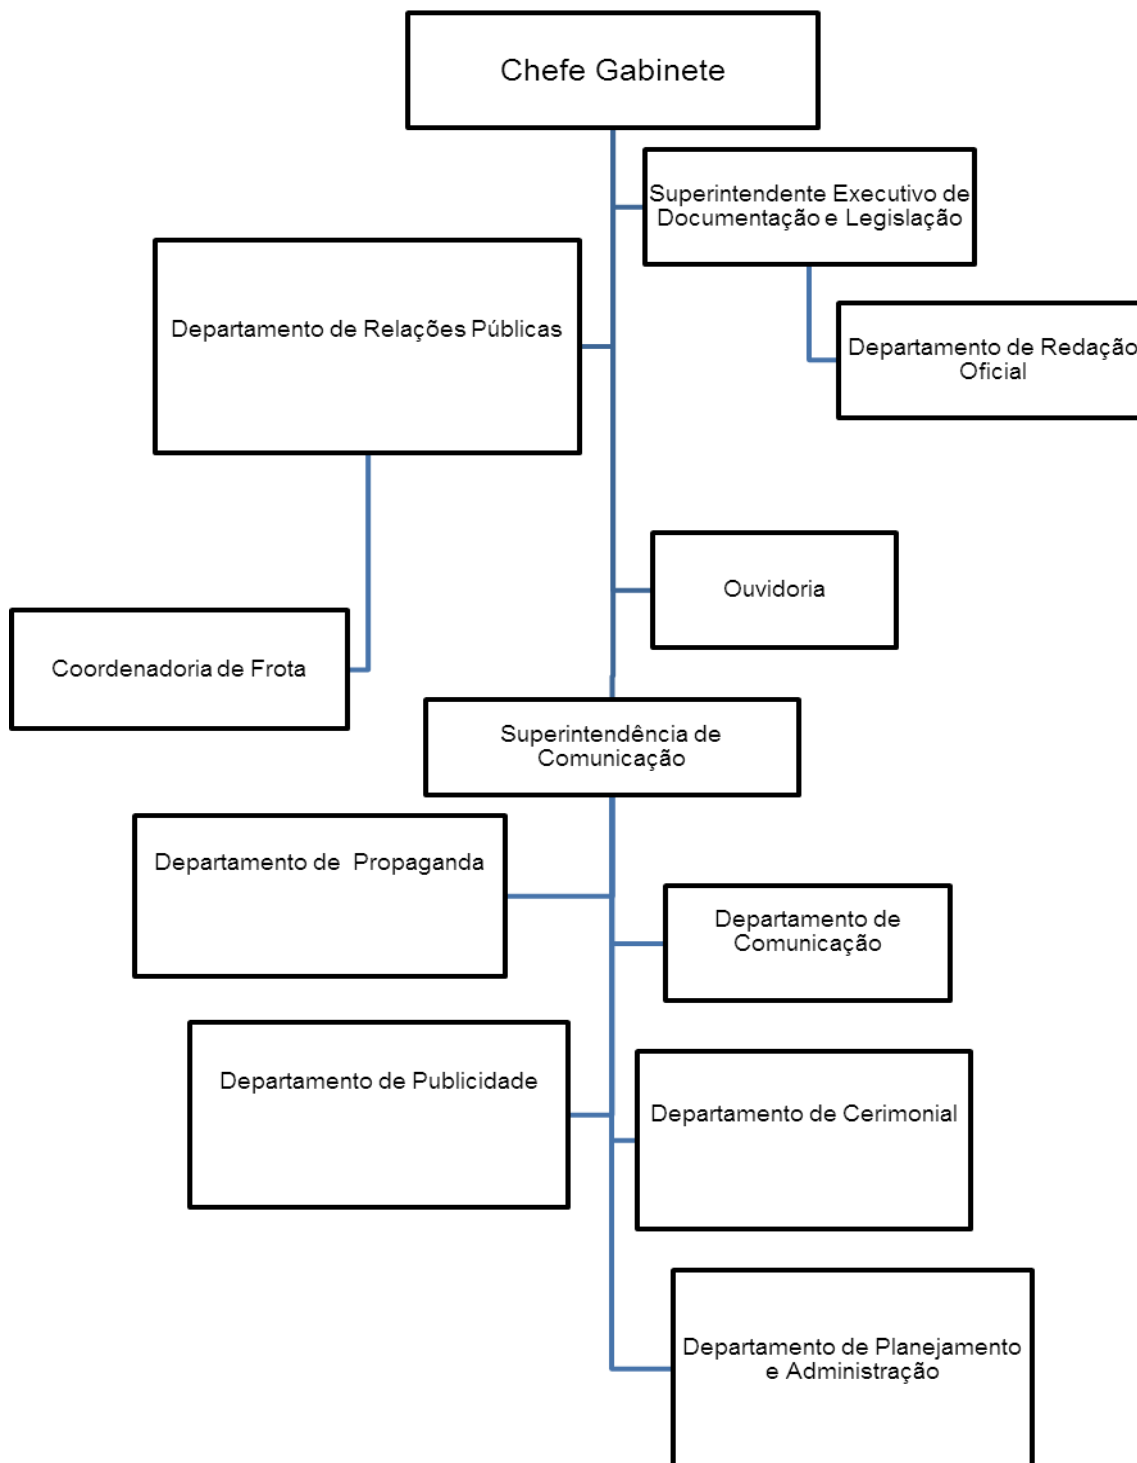 Chefe Gabinete
Superintendente Executivo de
Documentação e Legislação
Departamento de Relações Públicas
Departamento de Redação
Oficial
Ouvidoria
Coordenadoria de Frota
Superintendência de
Comunicação
Departamento de  Propaganda
Departamento de
Comunicação
Departamento de Publicidade
Departamento de Cerimonial
Departamento de Planejamento
e Administração